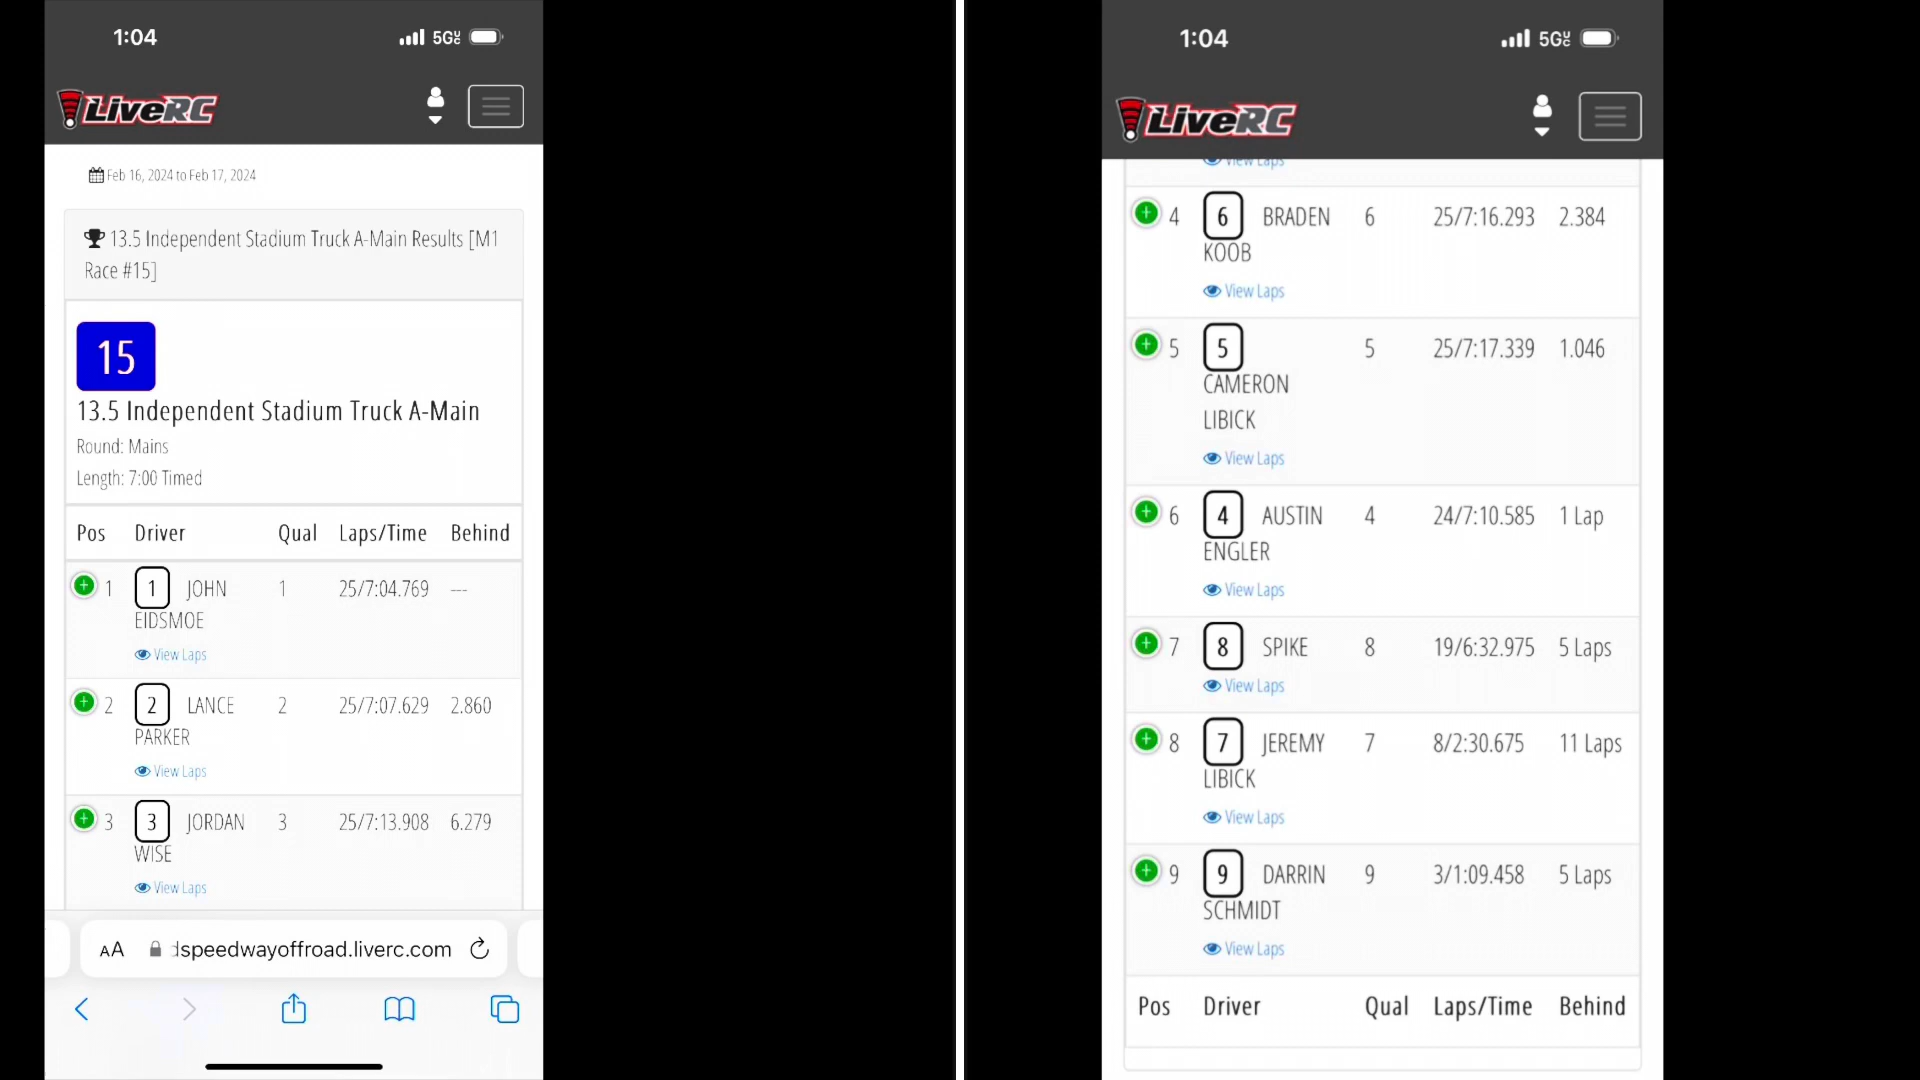 1:04
5G
LiveRC
Feb 16, 2024 to Feb 17, 2024
13.5 Independent Stadium Truck A-Main Results [M1
Race #15]
15
13.5 Independent Stadium Truck A-Main
Round: Mains
Length: 7:00 Timed
Pos Driver Qual Laps/Time Behind
1 1 JOHN 1 25/7:04.769 ---
EIDSMOE
View Laps
2 2 LANCE 2 25/7:07.629 2.860
PARKER
View Laps
3 3 JORDAN 3 25/7:13.908 6.279
WISE
View Laps
AA dspeedwayoffroad.liverc.com
1:04
5G
LiveRC
View Laps
4 6 BRADEN 6 25/7:16.293 2.384
KOOB
View Laps
5 5 5 25/7:17.339 1.046
CAMERON
LIBICK
View Laps
6 4 AUSTIN 4 24/7:10.585 1 Lap
ENGLER
View Laps
7 8 SPIKE 8 19/6:32.975 5 Laps
View Laps
8 7 JEREMY 7 8/2:30.675 11 Laps
LIBICK
View Laps
9 9 DARRIN 9 3/1:09.458 5 Laps
SCHMIDT
View Laps
Pos Driver Qual Laps/Time Behind